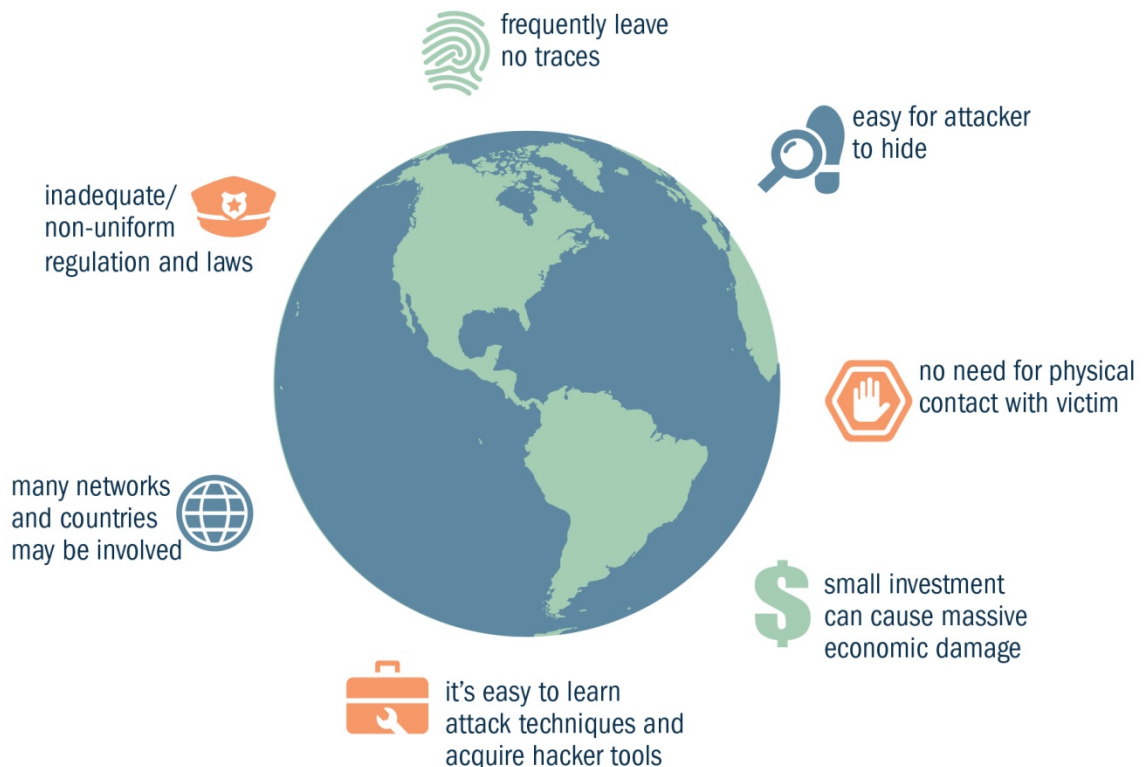 frequently leave
no traces
easy for attacker
to hide
no need for physical
contact with victim
small investment
can cause massive
economic damage
it's easy to learn
attack techniques and
acquire hacker tools
many networks
and countries
may be involved
inadequate/
non-uniform
regulation and laws
$